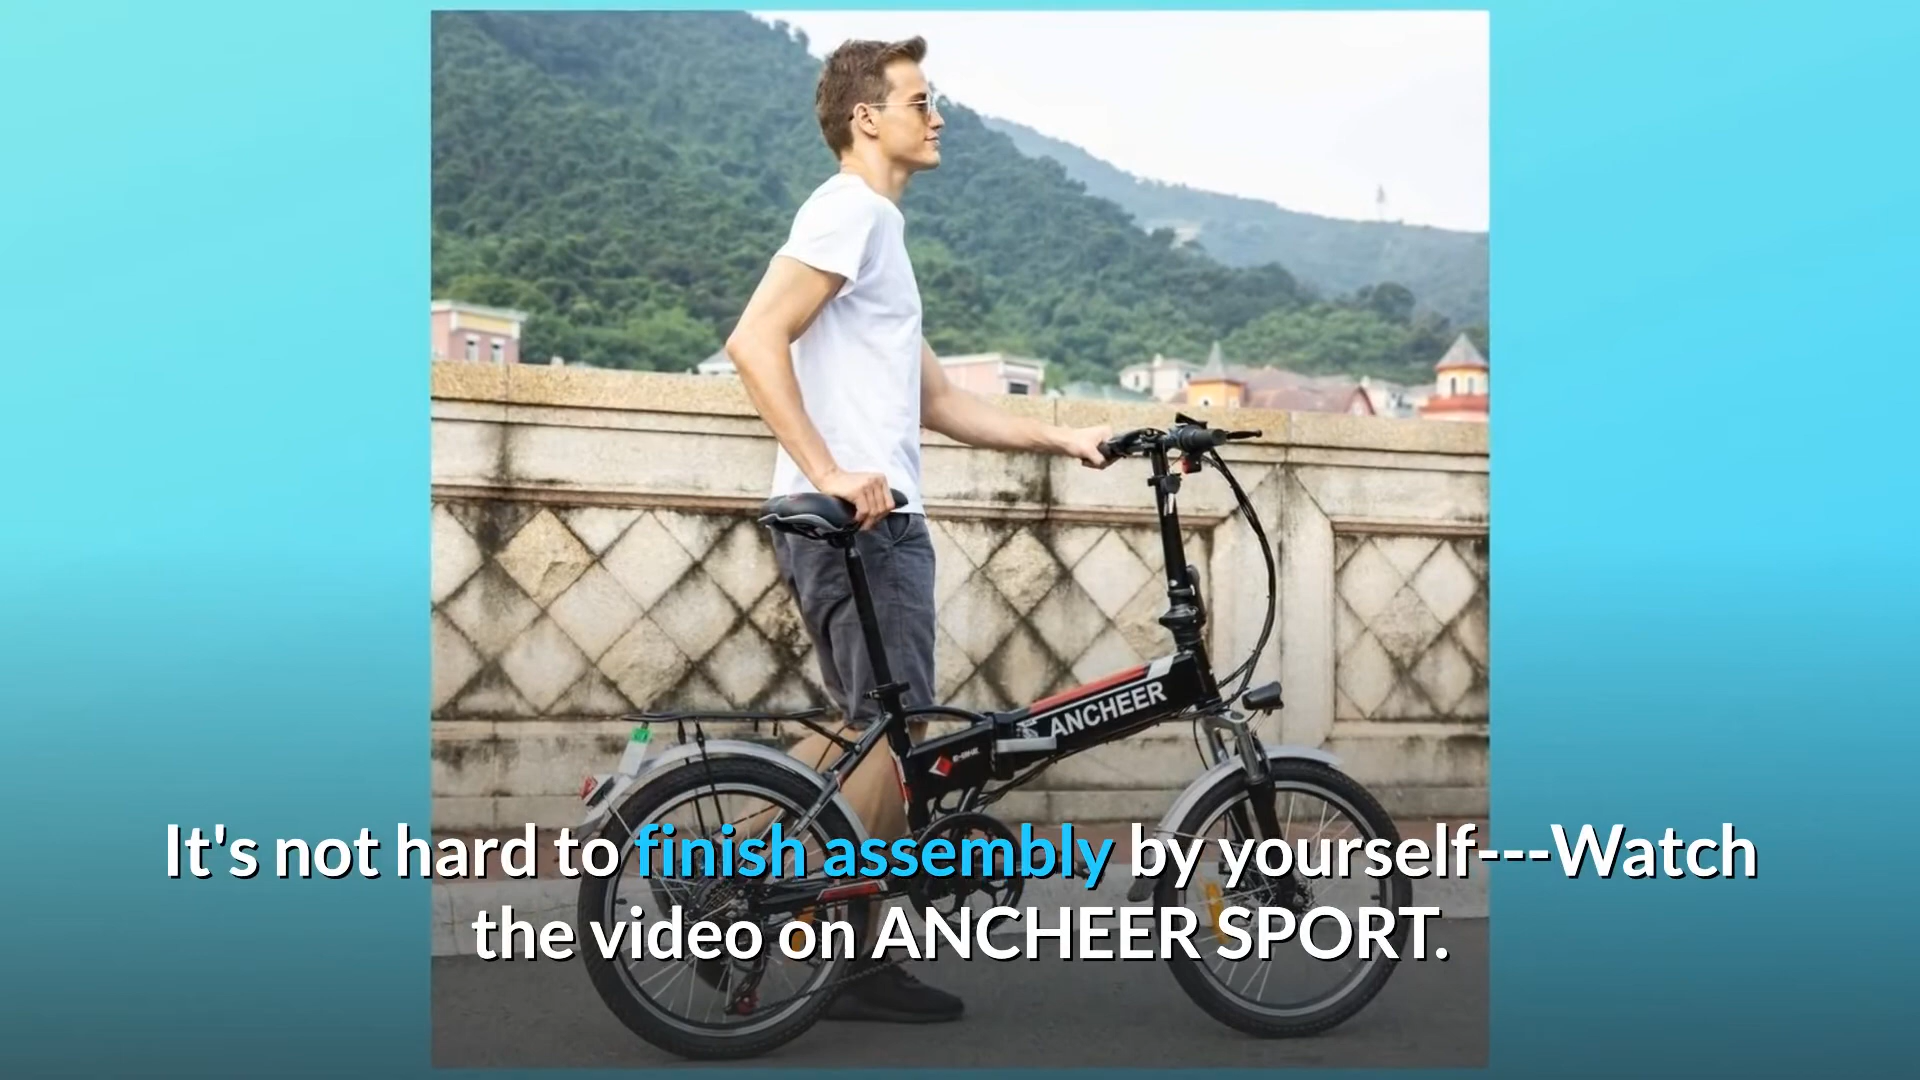 ANCHEER
It's not hard to finish assembly by yourself---Watch
the video on ANCHEER SPORT.